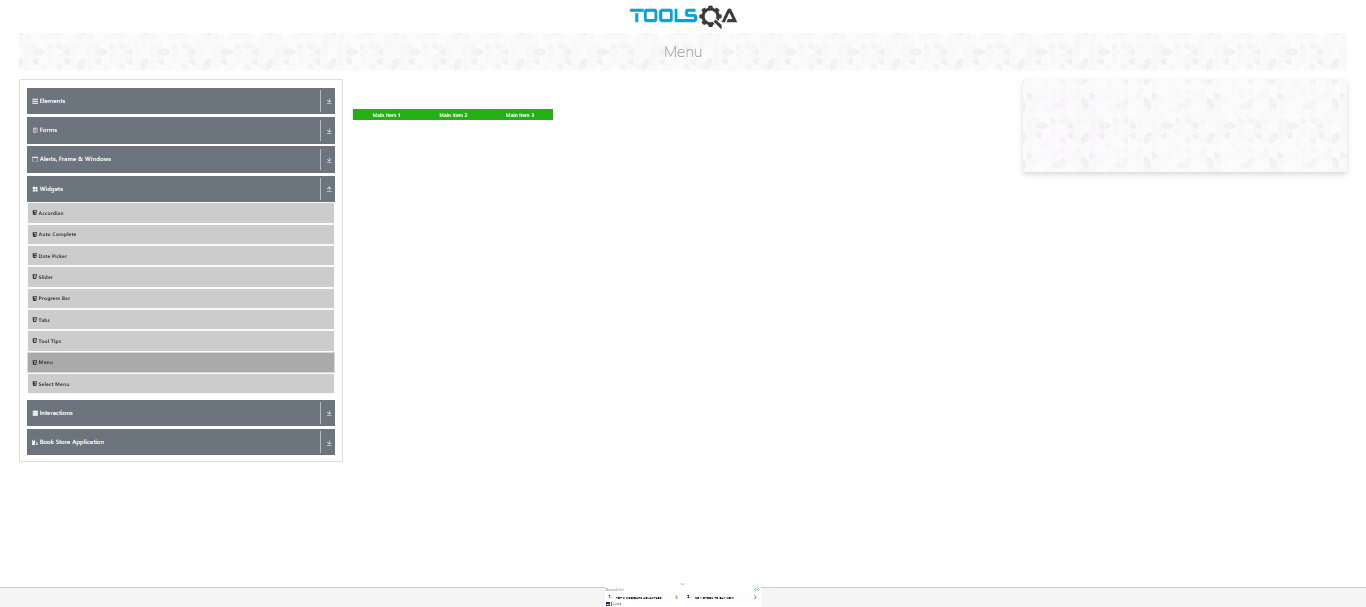 TOOLSQA
Menu
Elements
Forms
Alerts, Frame & Windows
Widgets
Accordian
Auto Complete
Date Picker
Slider
Progress Bar
Tabs
Tool Tips
Menu
Select Menu
Interactions
Book Store Application
Main Item 1 Main Item 2 Main Item 3